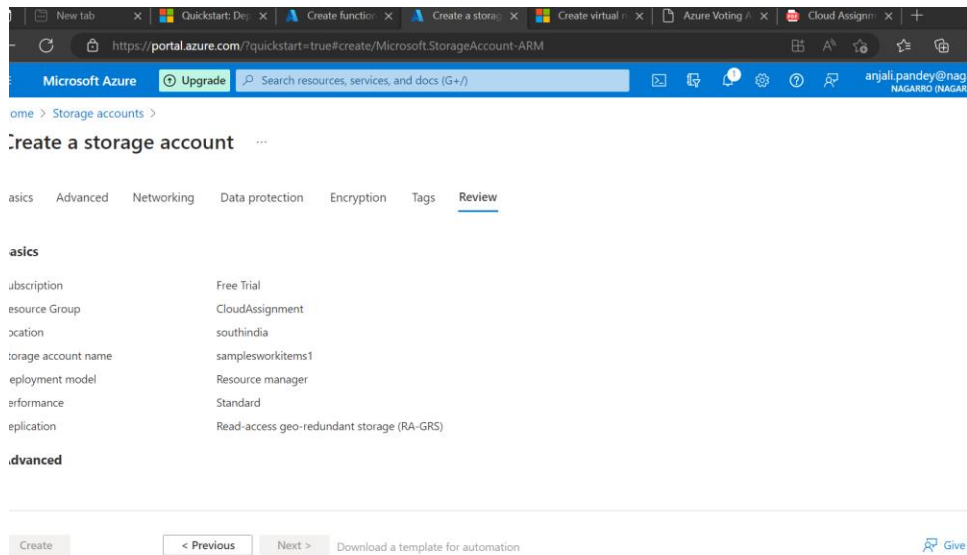 New tab
Quickstart: Dep
Create function
Create a storag
Create virtual n
Azure Voting A
Cloud Assignm
https://portal.azure.com/?quickstart=true#create/Microsoft.StorageAccount-ARM
Microsoft Azure
Upgrade
Search resources, services, and docs (G+/)
1
anjali.pandey@nag
NAGARRO (NAGAR
ome > Storage accounts >
Create a storage account ...
asics Advanced Networking Data protection Encryption Tags Review
asics
ubscription Free Trial
esource Group CloudAssignment
ocation southindia
torage account name samplesworkitems1
eployment model Resource manager
erformance Standard
eplication Read-access geo-redundant storage (RA-GRS)
Advanced
Create < Previous Next > Download a template for automation Give